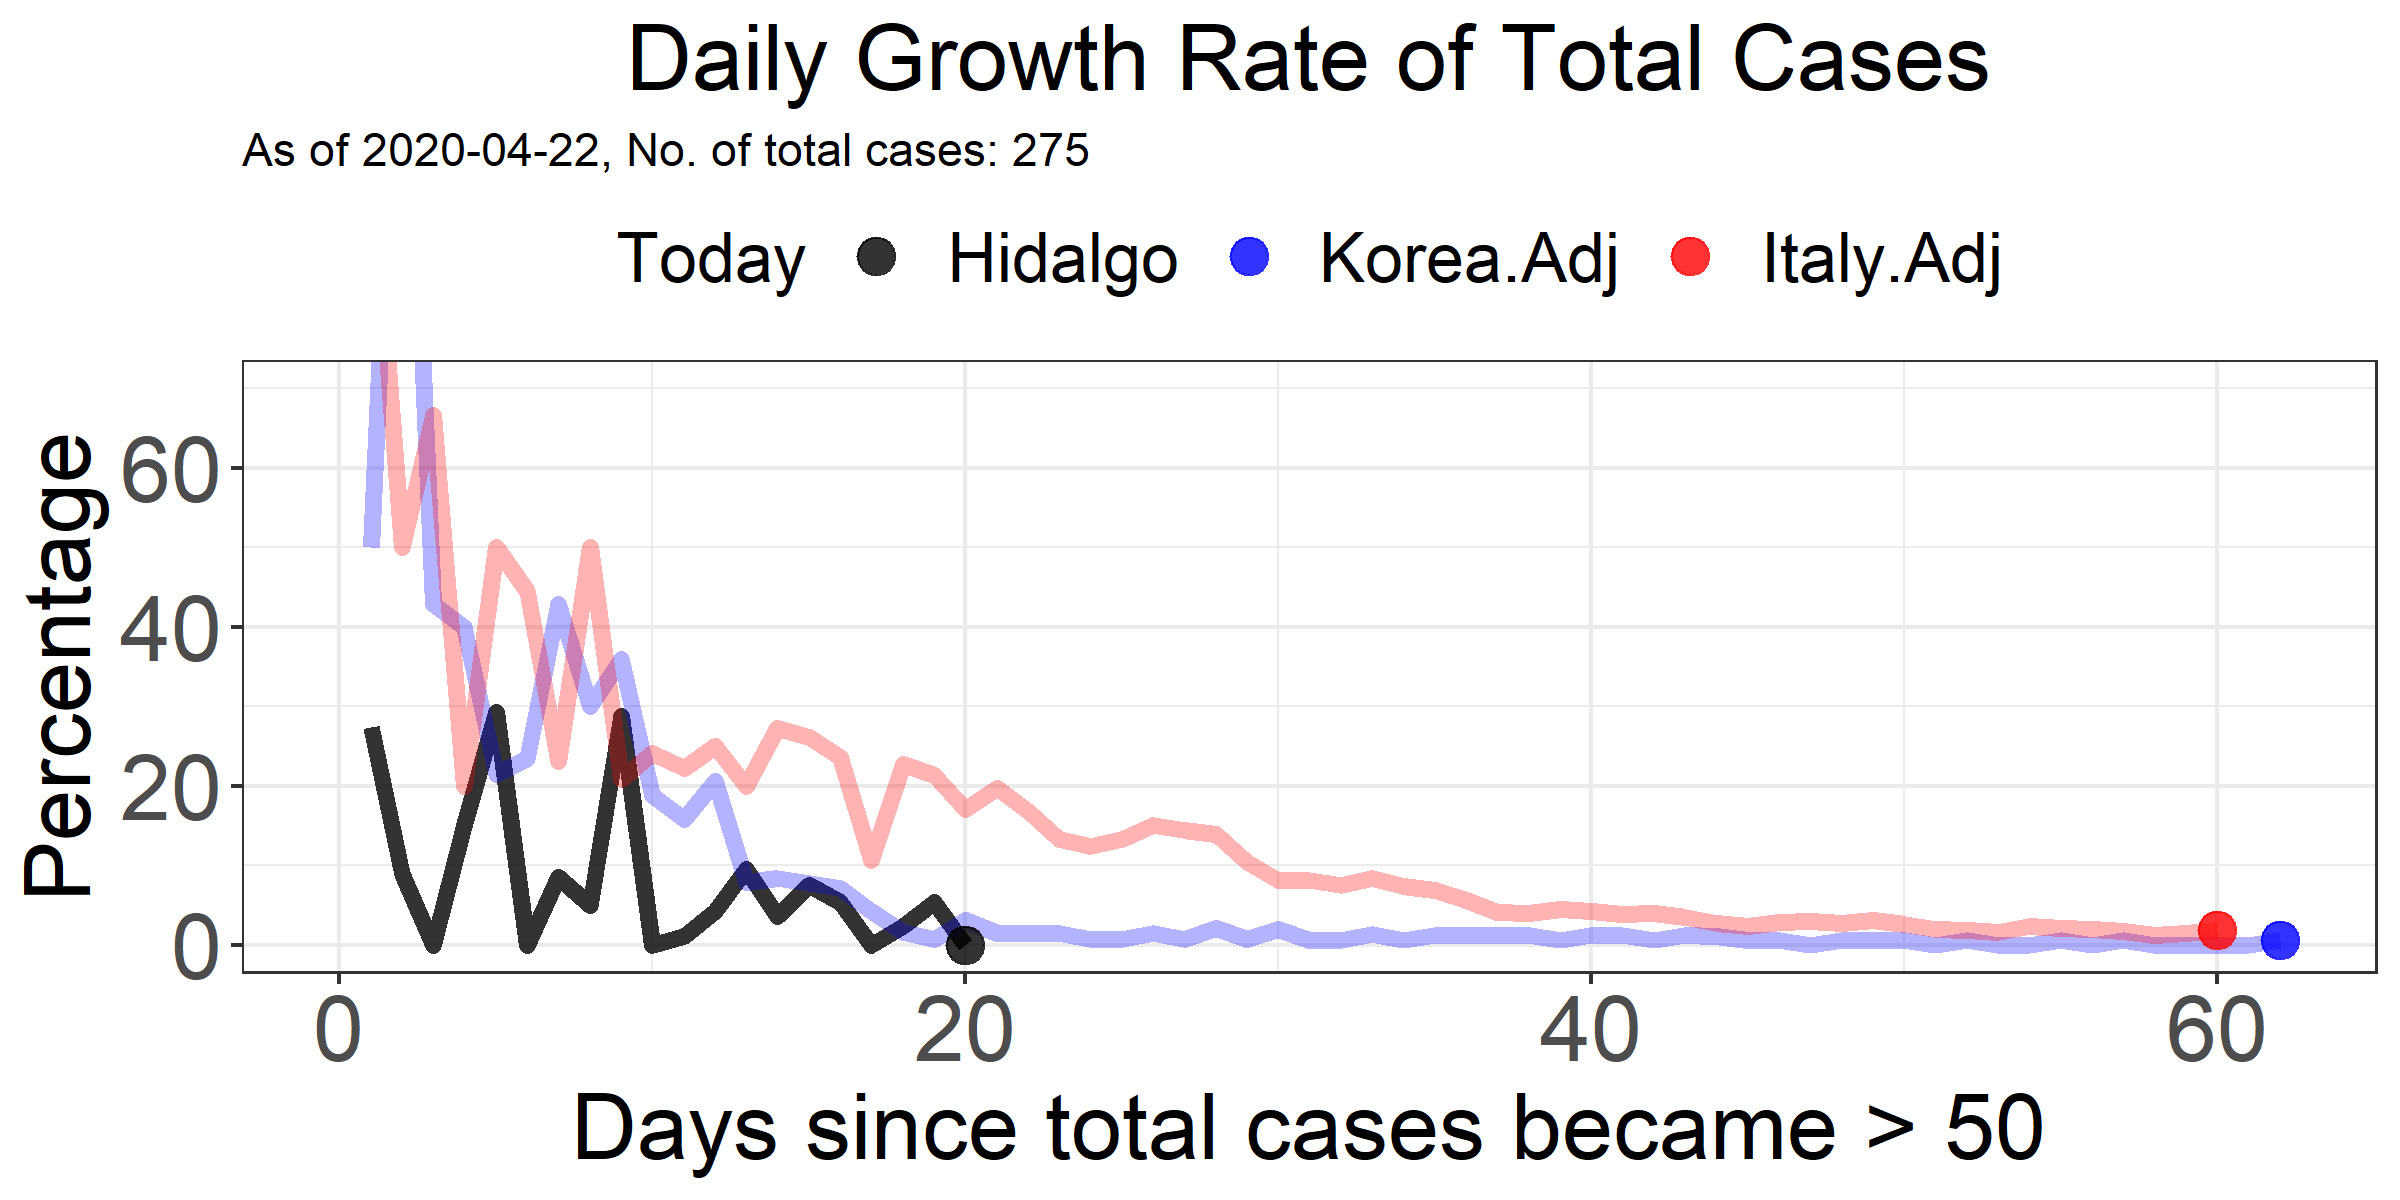 Daily Growth Rate of Total Cases
As of 2020-04-22, No. of total cases: 275
Today Hidalgo Korea.Adj Italy.Adj
Percentage
60
40
20
0
0 20 40 60
Days since total cases became > 50